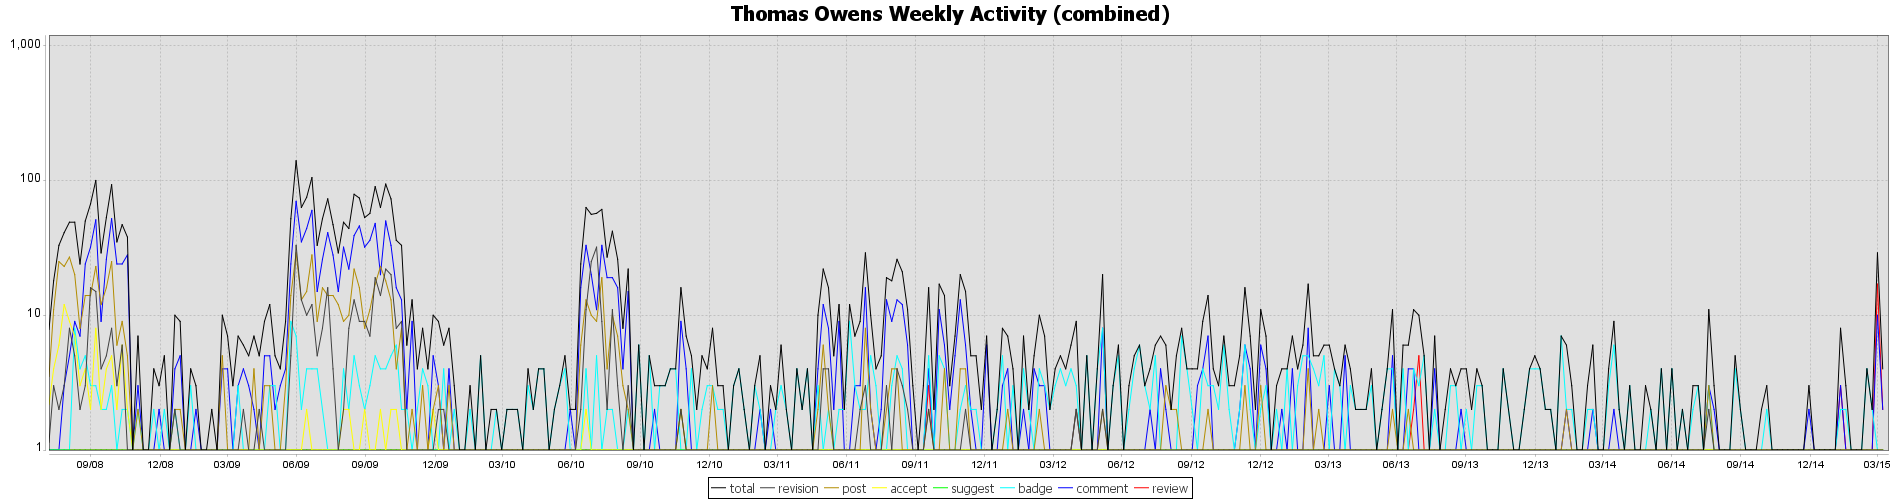 Thomas Owens Weekly Activity (combined)
1,000
100
10
1
09/08 12/08 03/09 06/09 09/09 12/09 03/10 06/10 09/10 12/10 03/11 06/11 09/11 12/11 03/12 06/12 09/12 12/12 03/13 06/13 09/13 12/13 03/14 06/14 09/14 12/14 03/15
total revision post accept suggest badge comment review